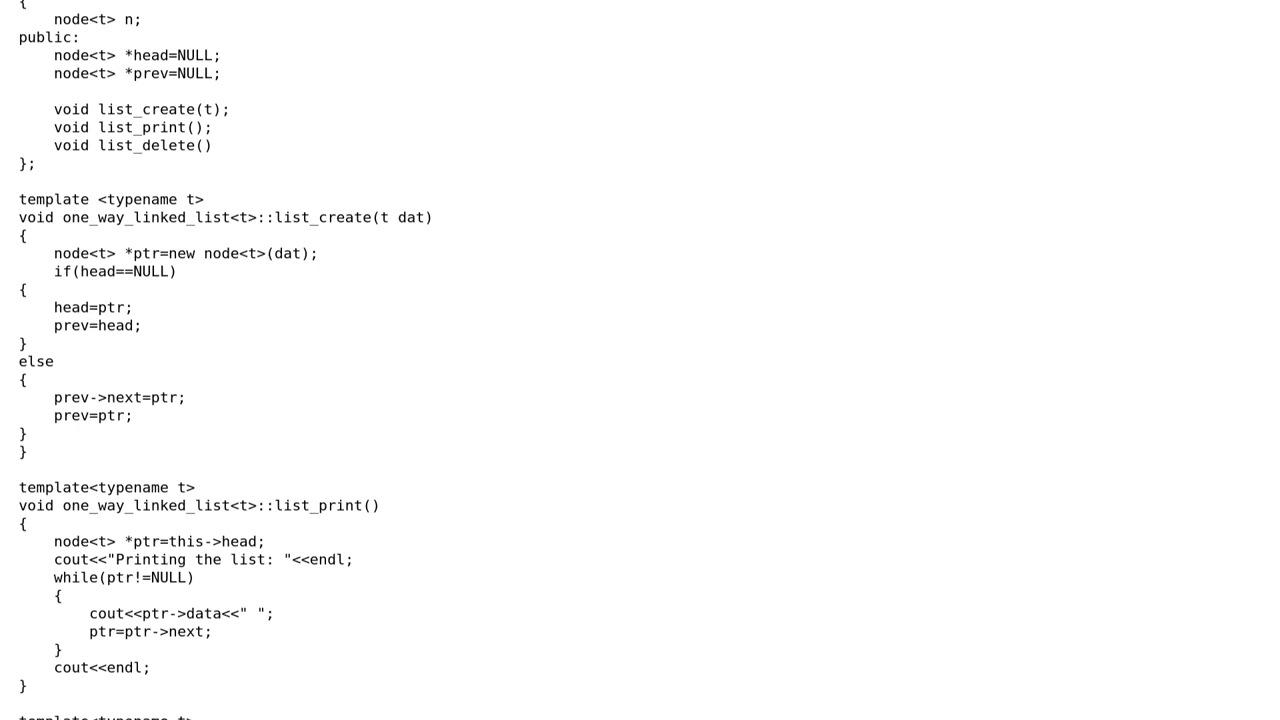 {
    node<t> n;
public:
    node<t> *head=NULL;
    node<t> *prev=NULL;

    void list_create(t);
    void list_print();
    void list_delete()
};

template <typename t>
void one_way_linked_list<t>::list_create(t dat)
{
    node<t> *ptr=new node<t>(dat);
    if(head==NULL)
{
    head=ptr;
    prev=head;
}
else
{
    prev->next=ptr;
    prev=ptr;
}
}

template<typename t>
void one_way_linked_list<t>::list_print()
{
    node<t> *ptr=this->head;
    cout<<"Printing the list: "<<endl;
    while(ptr!=NULL)
    {
        cout<<ptr->data<<" ";
        ptr=ptr->next;
    }
    cout<<endl;
}

template<typename t>